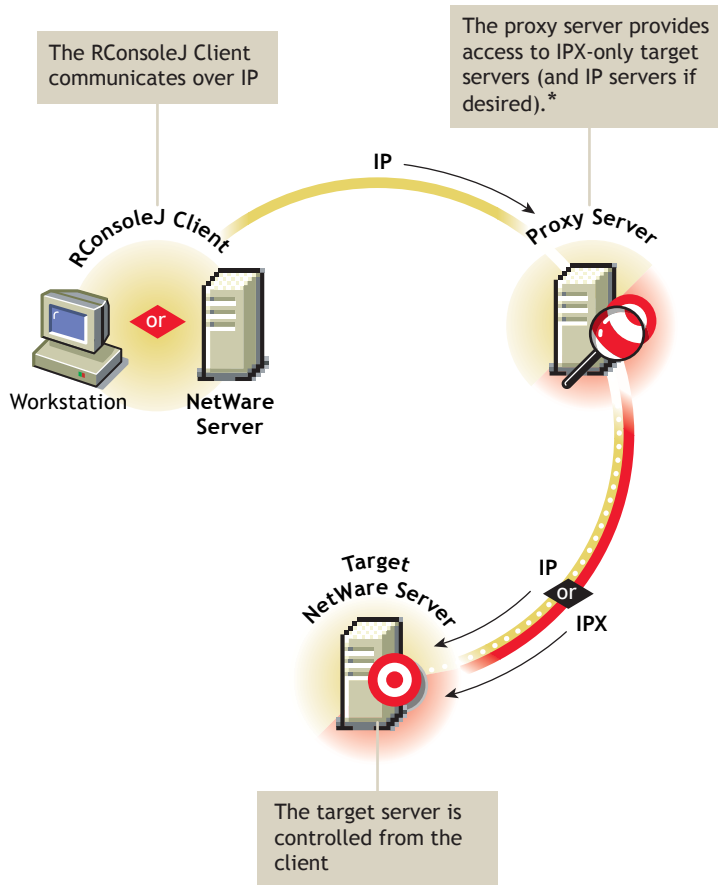 The RConsoleJ Client
communicates over IP
The proxy server provides
access to IPX-only target
servers (and IP servers if
desired).*
IP
RConsoleJ Client
Proxy Server
or
Workstation
NetWare
Server
Target
NetWare Server
IP
or
IPX
The target server is
controlled from the
client